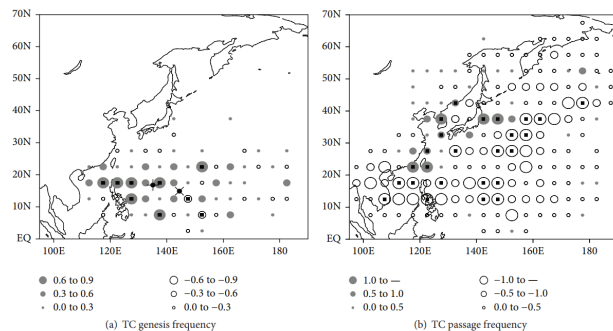 70N
60N
50N
40N
30N
20N
10N
EQ
100E 120E 140E 160E 180
0.6 to 0.9 −0.6 to −0.9
0.3 to 0.6 −0.3 to −0.6
0.0 to 0.3 0.0 to −0.3
(a) TC genesis frequency
70N
60N
50N
40N
30N
20N
10N
EQ
100E 120E 140E 160E 180
1.0 to — −1.0 to —
0.5 to 1.0 −0.5 to −1.0
0.0 to 0.5 0.0 to −0.5
(b) TC passage frequency